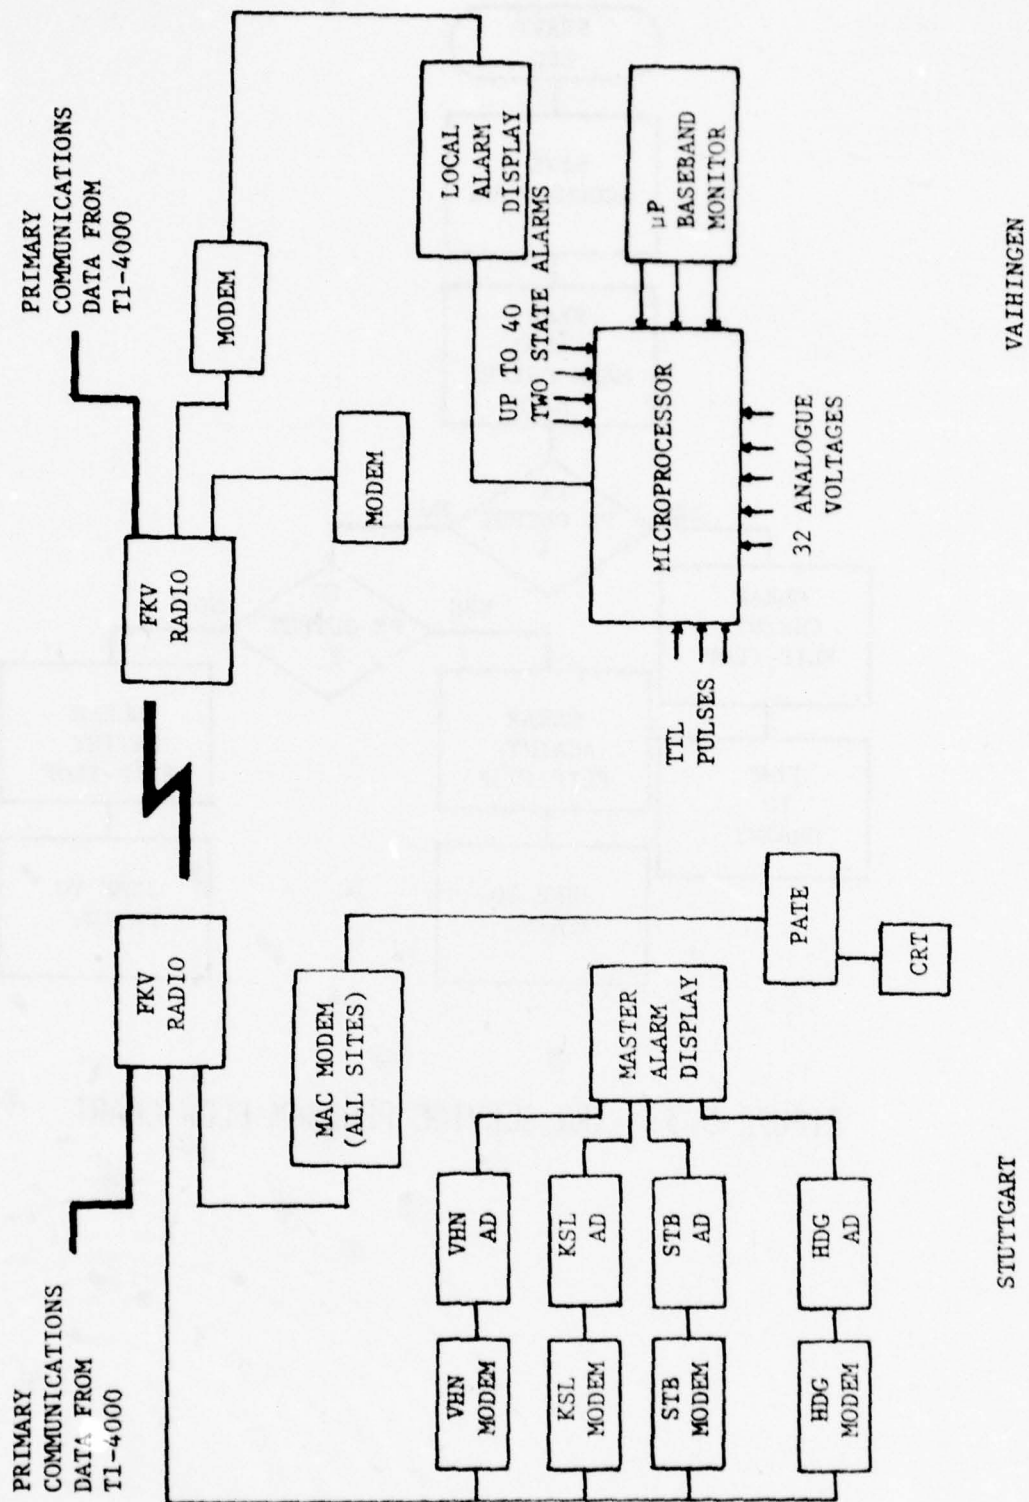 PRIMARY
COMMUNICATIONS
DATA FROM
T1-4000
FKV
RADIO
MAC MODEM
(ALL SITES)
VHN
MODEM
VHN
AD
KSL
MODEM
KSL
AD
STB
MODEM
STB
AD
HDG
MODEM
HDG
AD
MASTER
ALARM
DISPLAY
PATE
CRT
STUTTGART
PRIMARY
COMMUNICATIONS
DATA FROM
T1-4000
FKV
RADIO
MODEM
MODEM
LOCAL
ALARM
DISPLAY
UP TO 40
TWO STATE ALARMS
MICROPROCESSOR
µP
BASEBAND
MONITOR
TTL
PULSES
32 ANALOGUE
VOLTAGES
VAIHINGEN